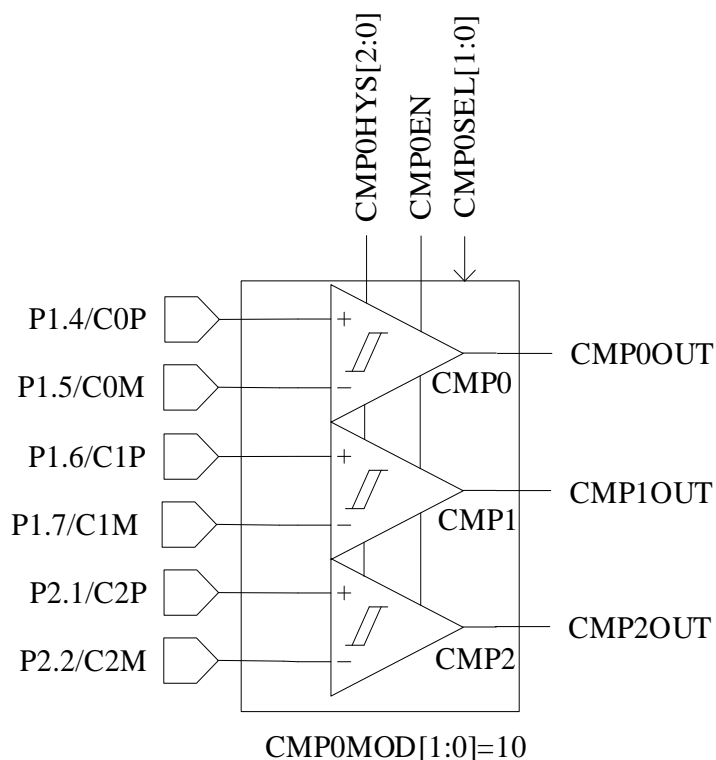 CMP0HYS[2:0]
CMP0EN
CMP0SEL[1:0]
P1.4/C0P
+
CMP0OUT
P1.5/C0M
−
CMP0
P1.6/C1P
+
CMP1OUT
P1.7/C1M
−
CMP1
P2.1/C2P
+
CMP2OUT
P2.2/C2M
−
CMP2
CMP0MOD[1:0]=10